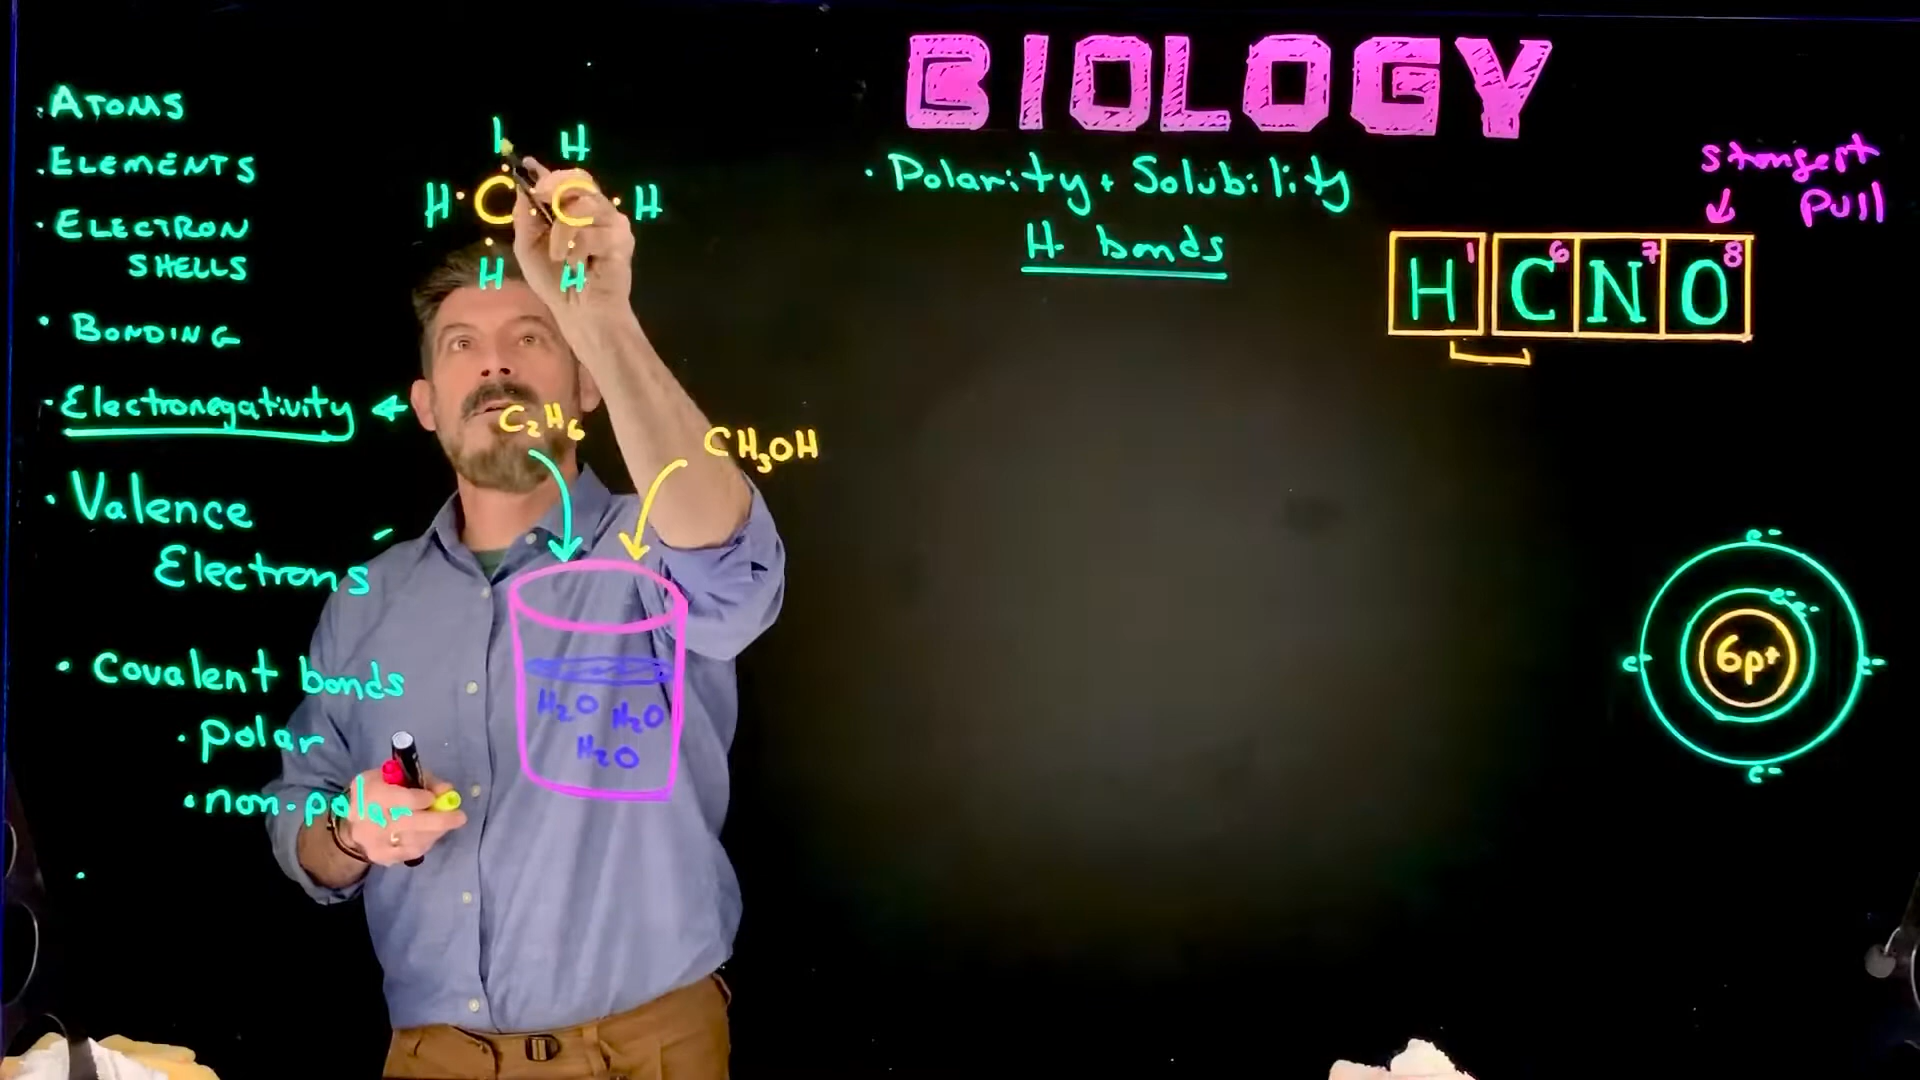 BIOLOGY
· ATOMS
· ELEMENTS
· ELECTRON
SHELLS
· BONDING
· Electronegativity
· Valence
Electrons
· Covalent bonds
· polar
· non-polar
H
H · C C · H
H H
C2H6
CH3OH
H2O H2O
H2O
· Polarity + Solubility
H bonds
strongest
pull
H 1 C 6 N 7 O 8
e-
e- e-
e- 6p+ e-
e-